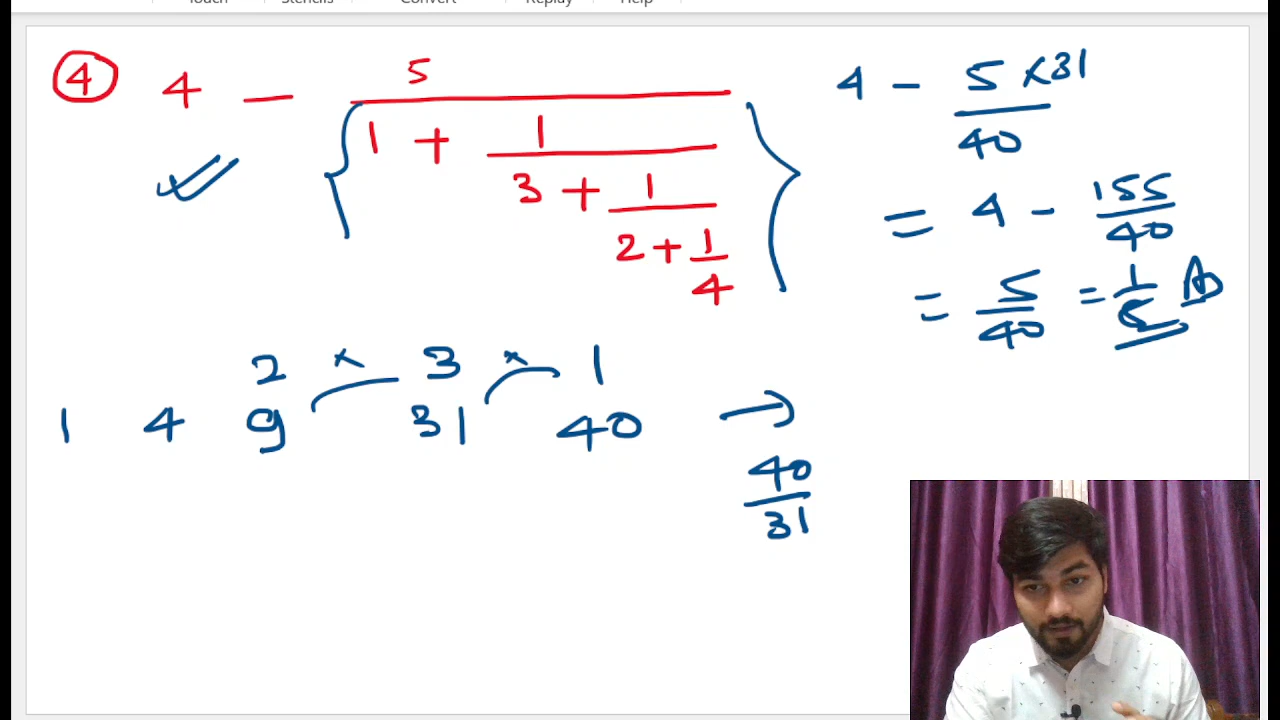 Touch Stencils Convert Replay Help
④ 4 - 5
1 + 1
3 + 1
2 + 1
4
4 - 5 × 31
40
= 4 - 155
40
= 5 = 1
40
2 × 3 × 1
1 4 9 31 40 →
40
31